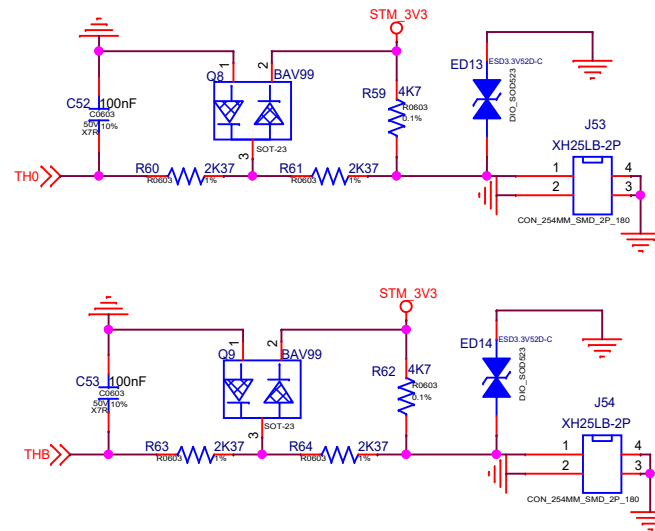 STM_3V3
1
2
Q8
BAV99
C52
100nF
C0603
50V
10%
X7R
R59
4K7
R0603
0.1%
ED13
ESD3.3V52D-C
DIO_SOD523
J53
XH25LB-2P
SOT-23
3
TH0
R60
2K37
R0603
1%
R61
2K37
R0603
1%
1
2
4
3
CON_254MM_SMD_2P_180
STM_3V3
1
2
Q9
BAV99
C53
100nF
C0603
50V
10%
X7R
R62
4K7
R0603
0.1%
ED14
ESD3.3V52D-C
DIO_SOD523
J54
XH25LB-2P
SOT-23
3
THB
R63
2K37
R0603
1%
R64
2K37
R0603
1%
1
2
4
3
CON_254MM_SMD_2P_180